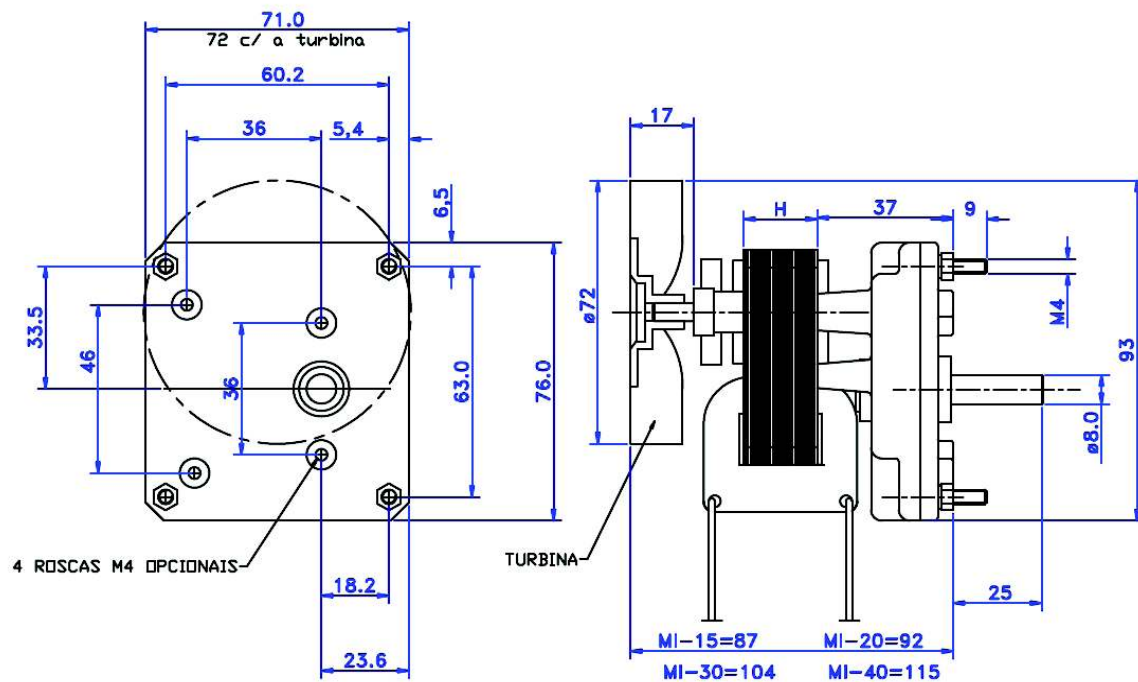 71.0
72 c/ a turbina
60.2
36
5,4
6,5
33.5
46
36
63.0
76.0
4 ROSCAS M4 OPCIONAIS
18.2
23.6
17
H
37
9
ø72
M4
93
ø8.0
TURBINA
25
MI-15=87 MI-20=92
MI-30=104 MI-40=115